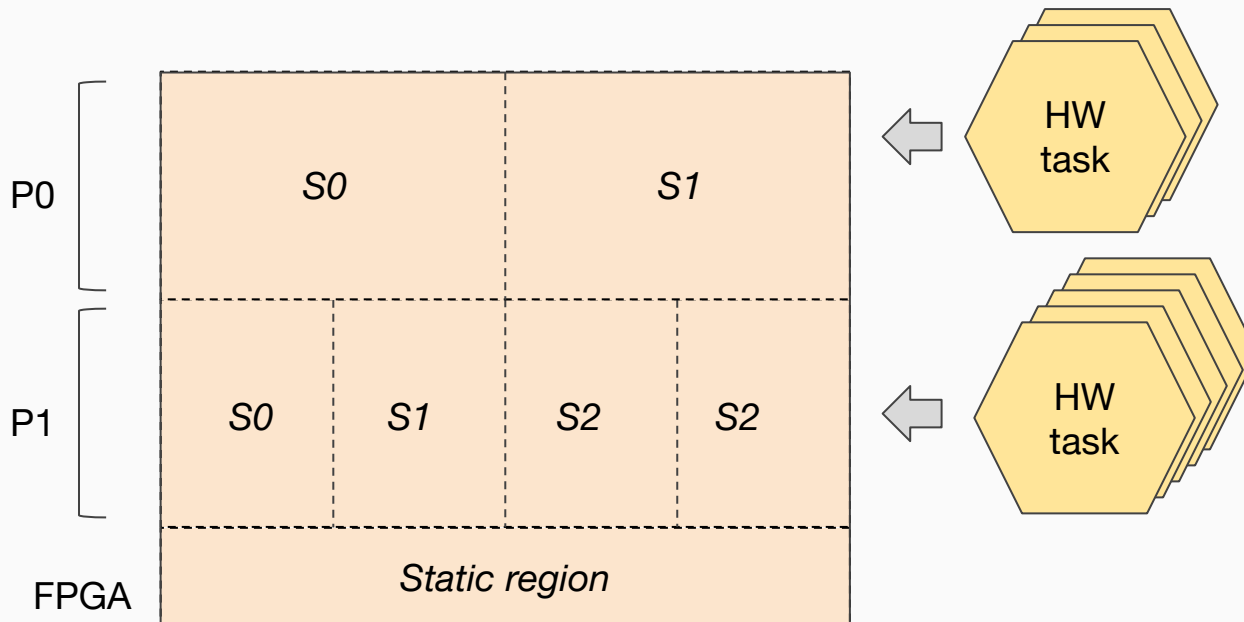 HW
task
P0
S0
S1
P1
S0
S1
S2
S2
HW
task
FPGA
Static region